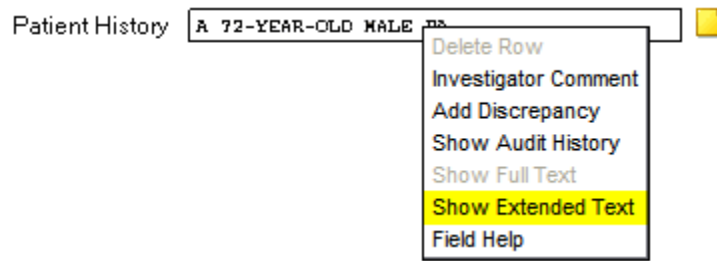 Patient History A 72-YEAR-OLD MALE
Delete Row
Investigator Comment
Add Discrepancy
Show Audit History
Show Full Text
Show Extended Text
Field Help